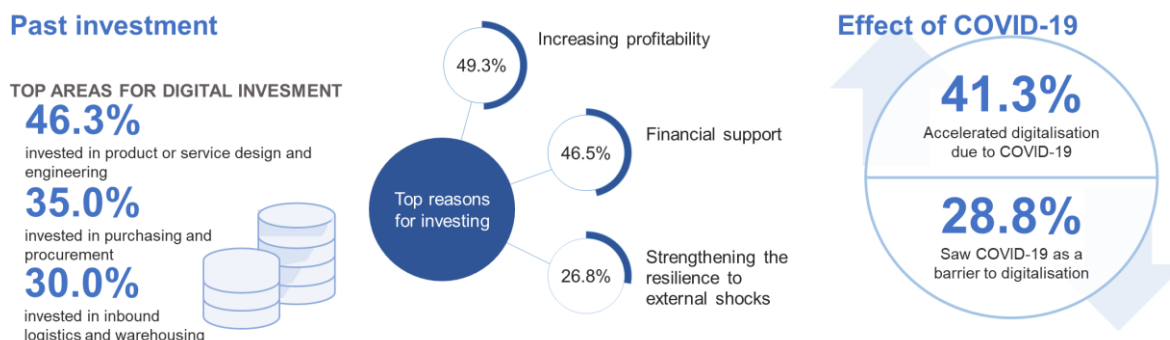 Past investment
TOP AREAS FOR DIGITAL INVESMENT
46.3%
invested in product or service design and
engineering
35.0%
invested in purchasing and
procurement
30.0%
invested in inbound
logistics and warehousing
Top reasons
for investing
49.3%
Increasing profitability
46.5%
Financial support
26.8%
Strengthening the
resilience to
external shocks
Effect of COVID-19
41.3%
Accelerated digitalisation
due to COVID-19
28.8%
Saw COVID-19 as a
barrier to digitalisation